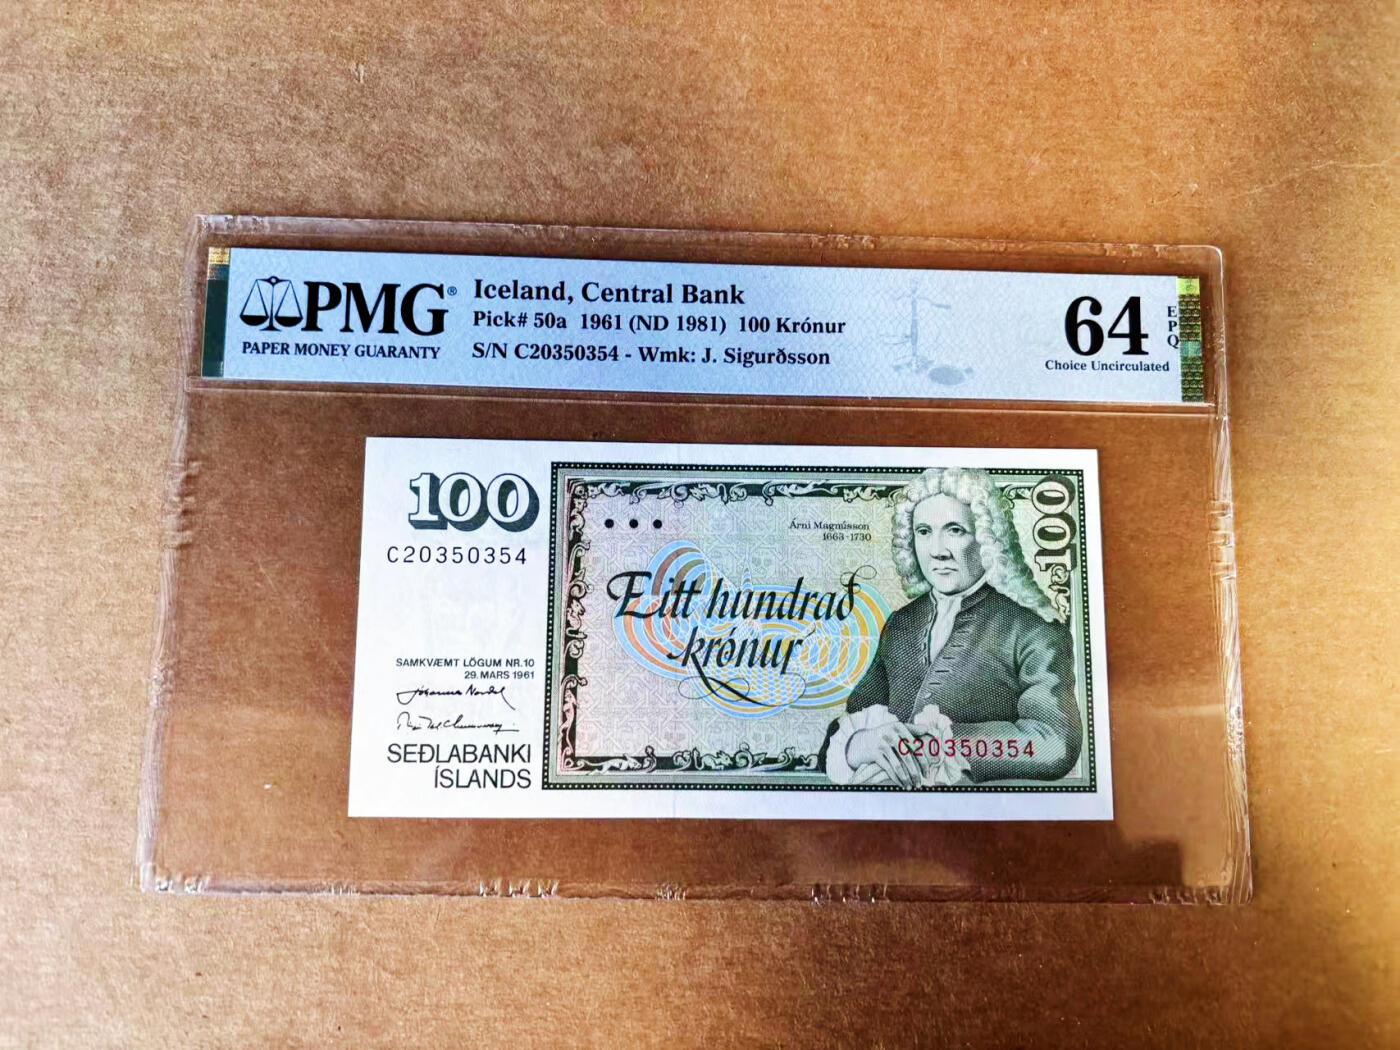 PMG®
PAPER MONEY GUARANTY
Iceland, Central Bank
Pick# 50a 1961 (ND 1981) 100 Krónur
S/N C20350354 - Wmk: J. Sigurðsson
64
EPQ
Choice Uncirculated
100
C20350354
SAMKVÆMT LÖGUM NR.10
29. MARS 1961
SEÐLABANKI
ÍSLANDS
Árni Magnússon
1663-1730
Eitt hundrað
krónur
100
C20350354